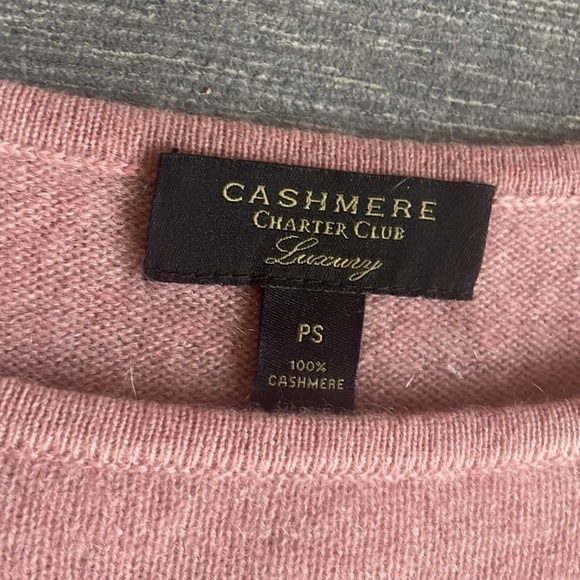 CASHMERE
CHARTER CLUB
Luxury
PS
100%
CASHMERE